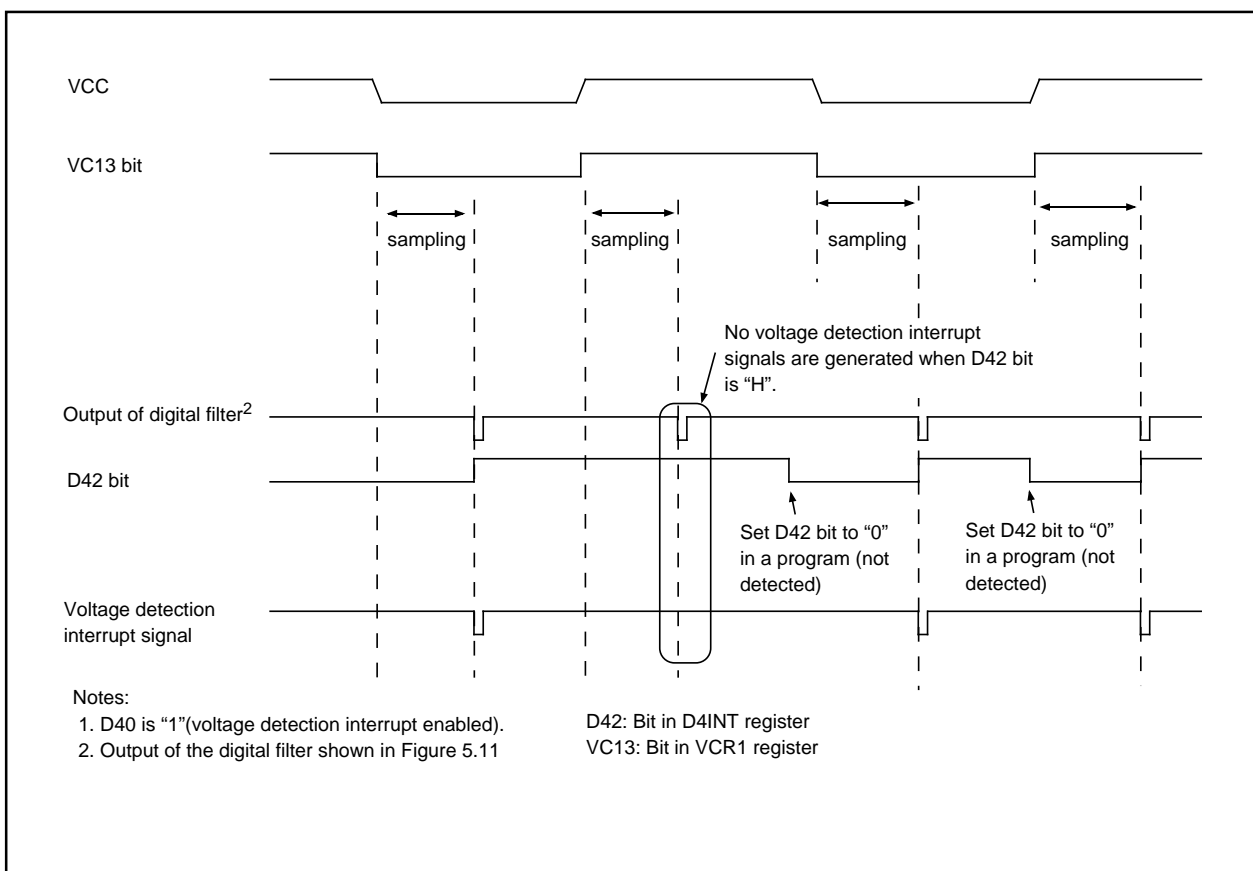 VCC
VC13 bit
sampling
sampling
sampling
sampling
No voltage detection interrupt
signals are generated when D42 bit
is “H”.
Output of digital filter2
D42 bit
Set D42 bit to “0”
in a program (not
detected)
Set D42 bit to “0”
in a program (not
detected)
Voltage detection
interrupt signal
Notes:
1. D40 is “1”(voltage detection interrupt enabled).
2. Output of the digital filter shown in Figure 5.11
D42: Bit in D4INT register
VC13: Bit in VCR1 register